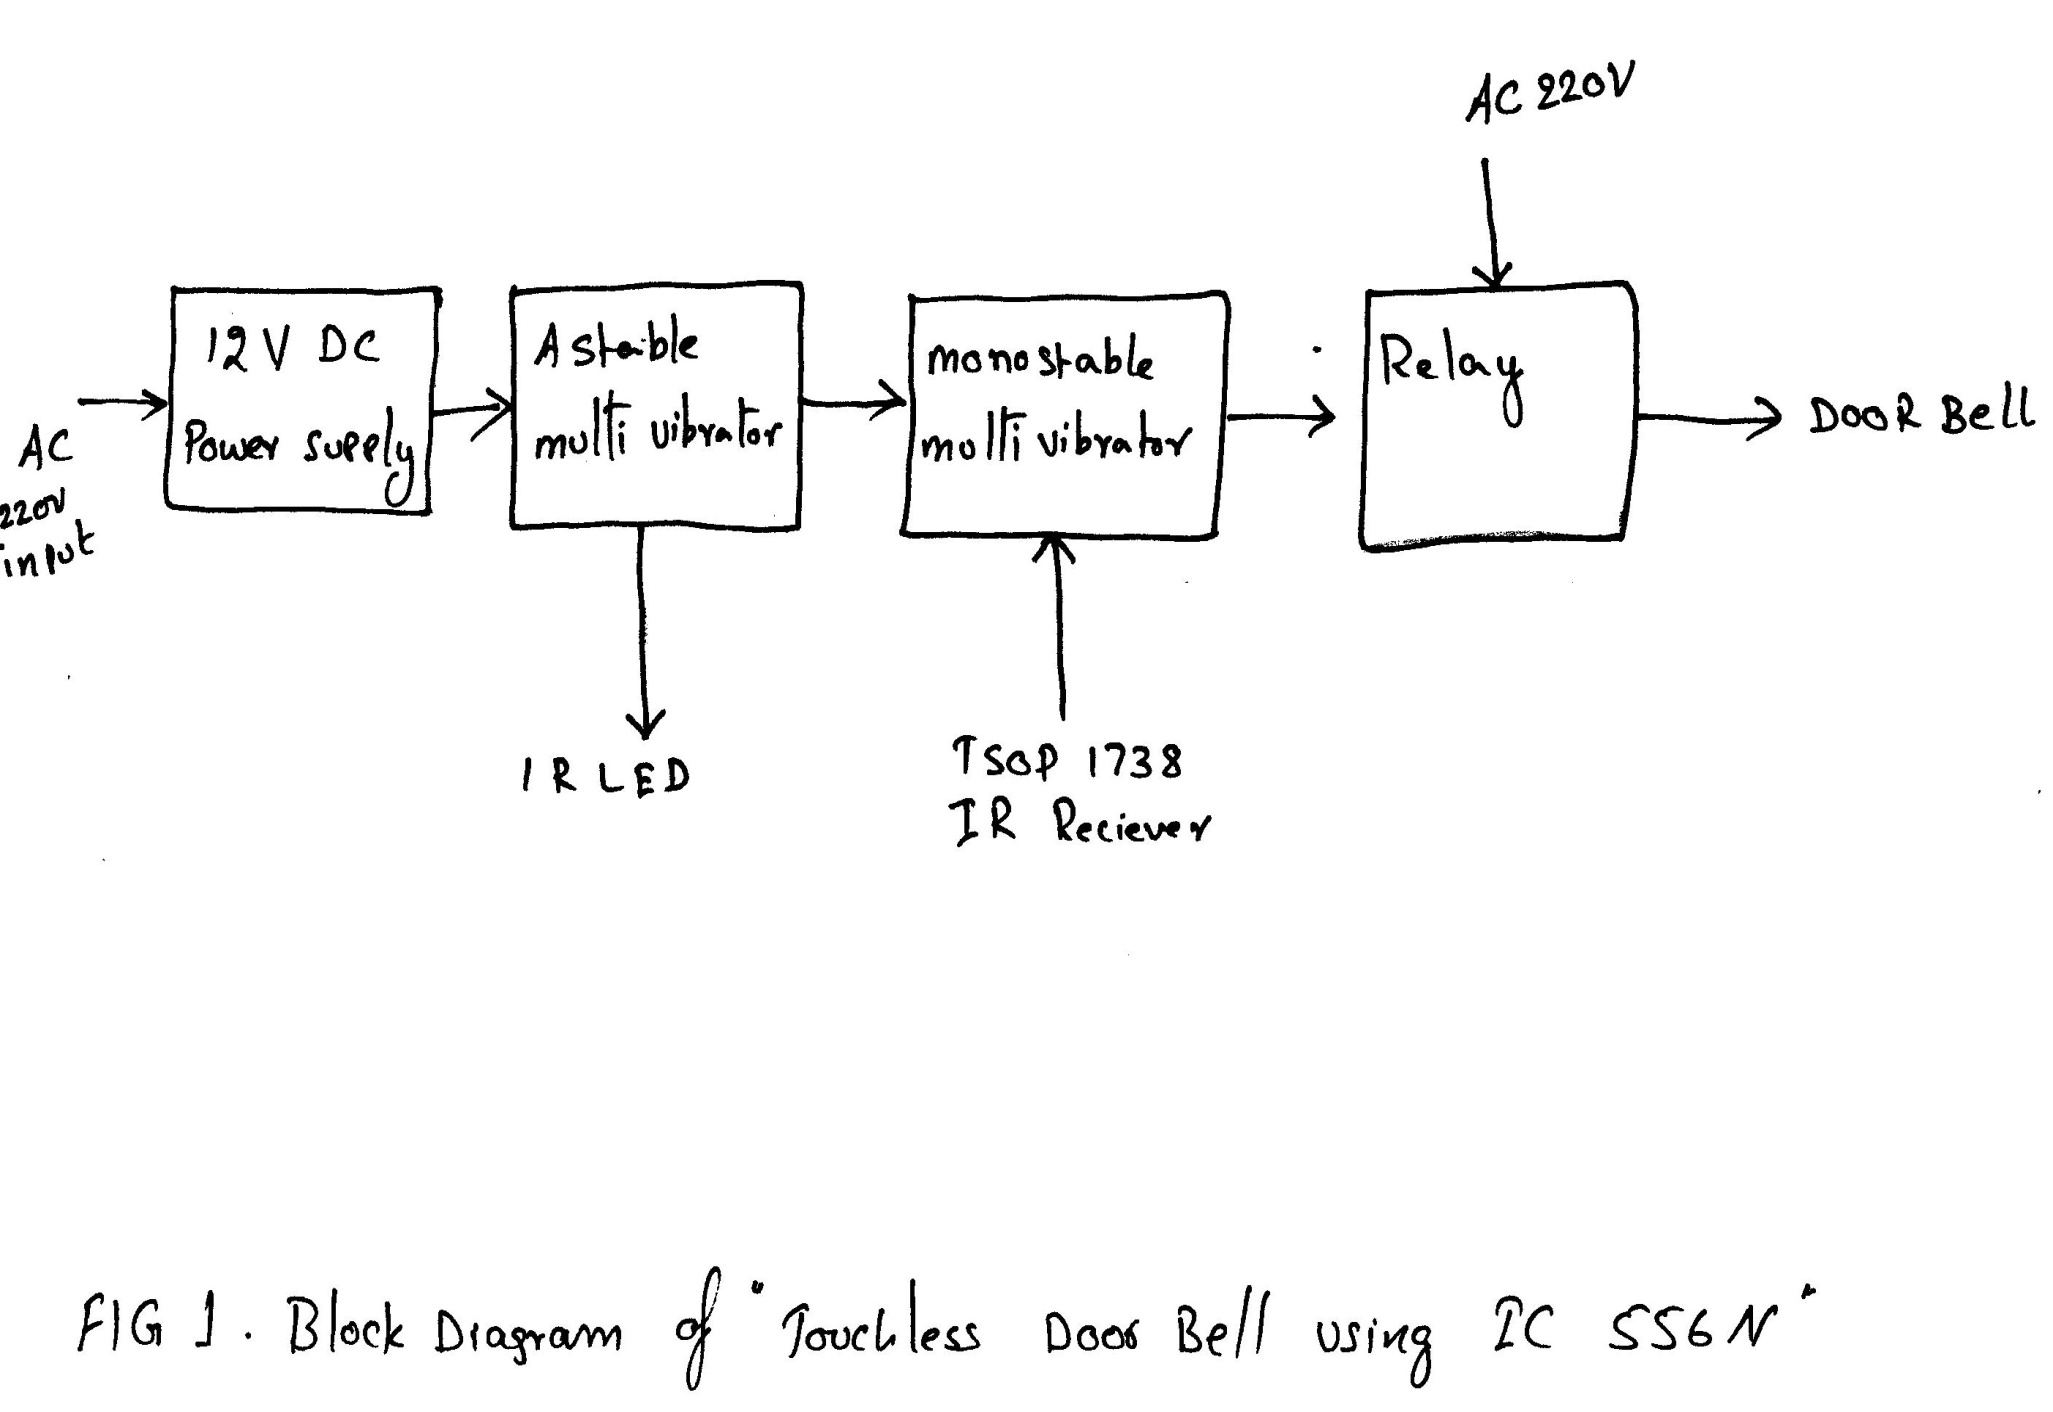 AC 220V
12V DC
Power supply
Astable
multi vibrator
monostable
multi vibrator
Relay
DOOR Bell
AC
220V
input
IR LED
TSOP 1738
IR Reciever
FIG 1. Block Diagram of "Touchless Door Bell using IC 556N"